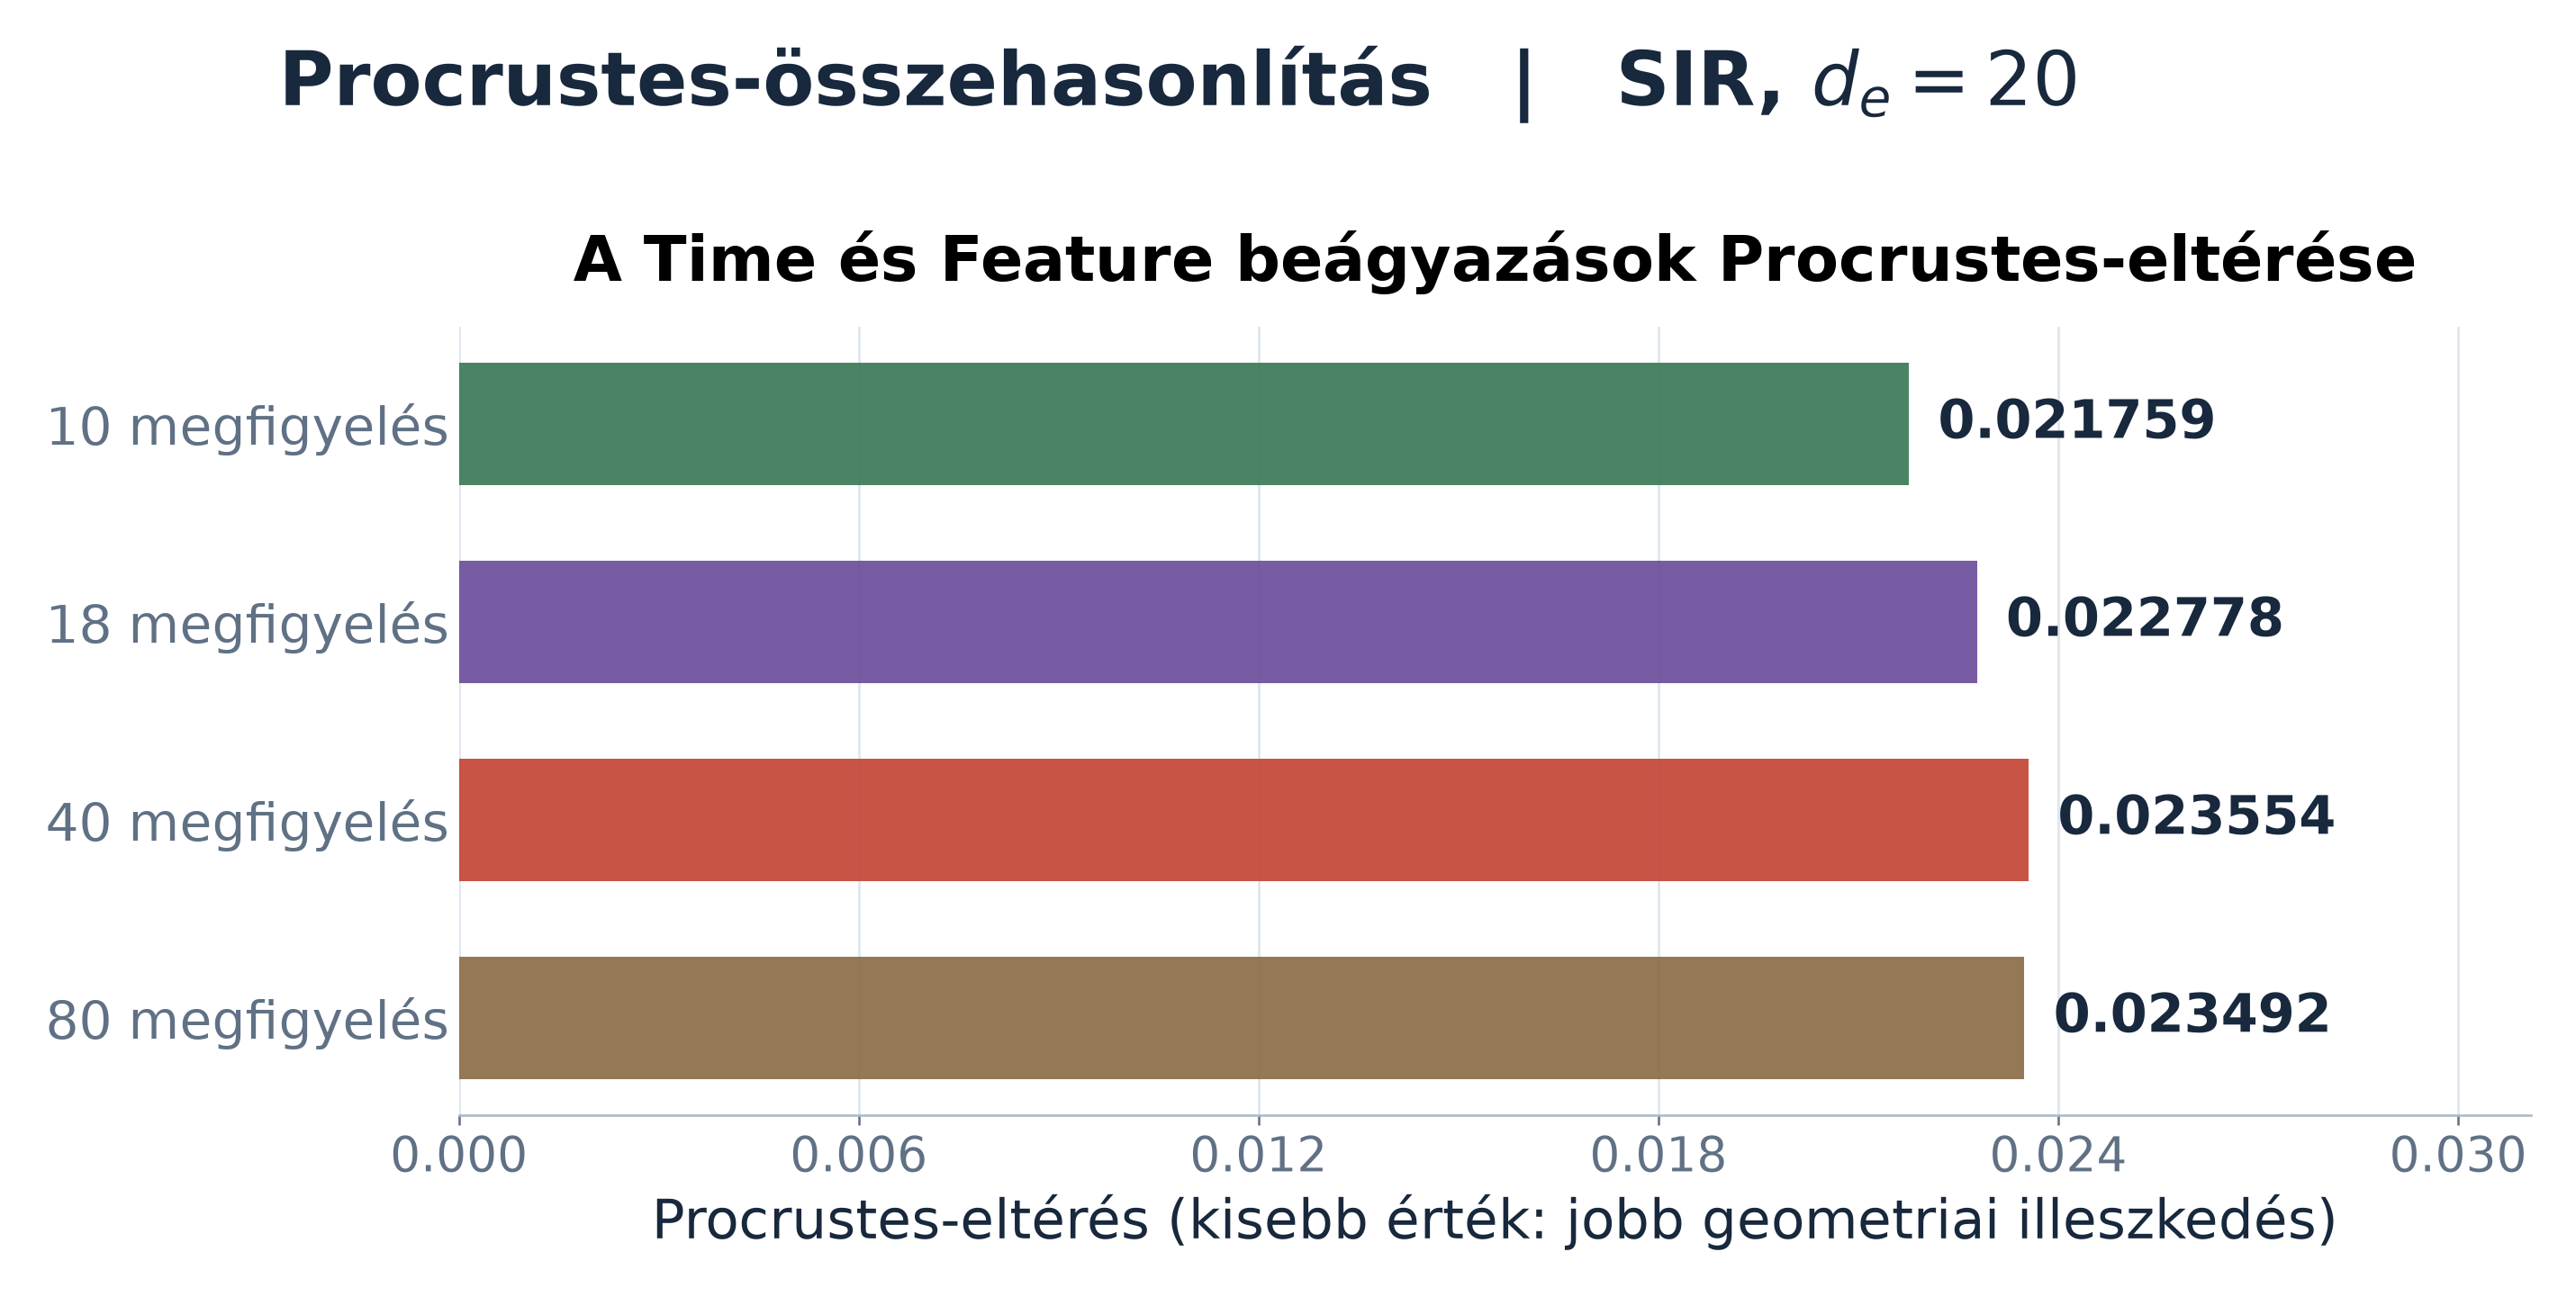 Procrustes-összehasonlítás | SIR, dₑ = 20
A Time és Feature beágyazások Procrustes-eltérése
10 megfigyelés 0.021759
18 megfigyelés 0.022778
40 megfigyelés 0.023554
80 megfigyelés 0.023492
0.000 0.006 0.012 0.018 0.024 0.030
Procrustes-eltérés (kisebb érték: jobb geometriai illeszkedés)